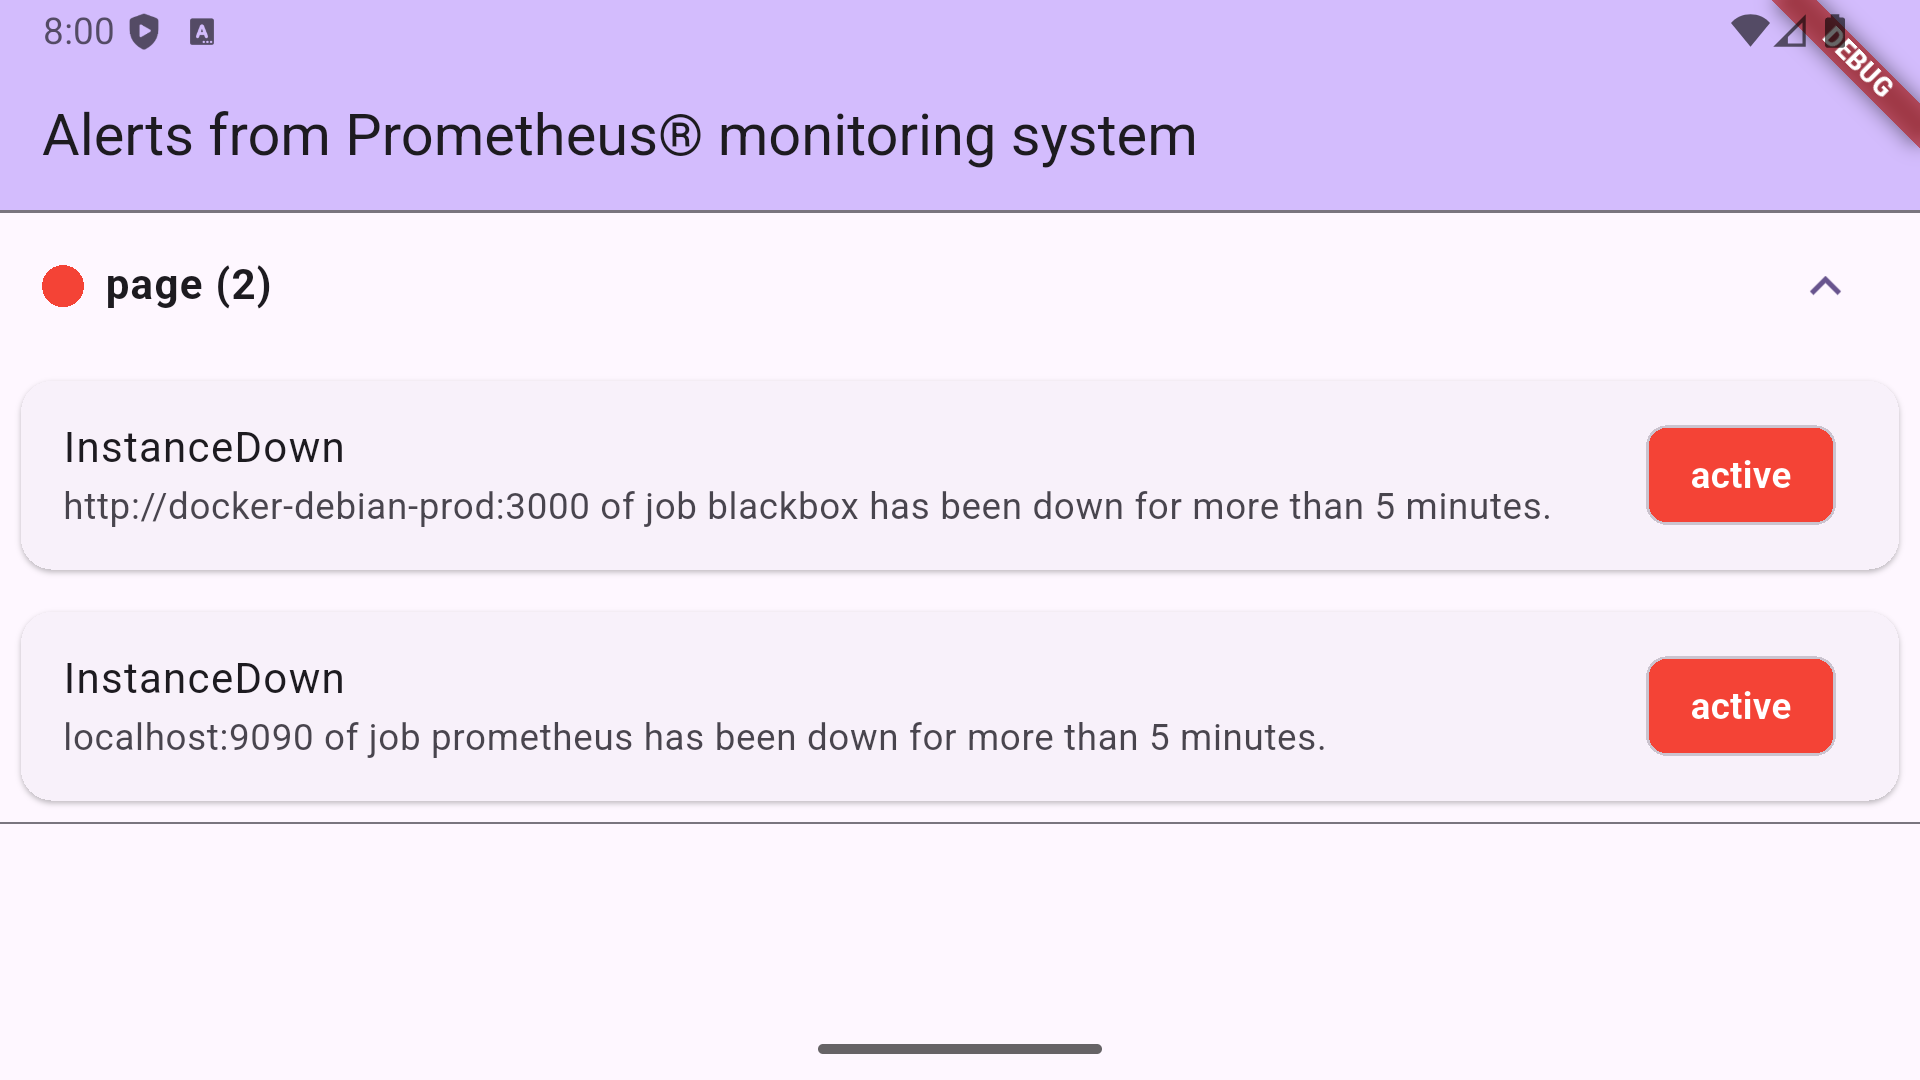 8:00
DEBUG
Alerts from Prometheus® monitoring system
page (2)
InstanceDown
http://docker-debian-prod:3000 of job blackbox has been down for more than 5 minutes.
active
InstanceDown
localhost:9090 of job prometheus has been down for more than 5 minutes.
active